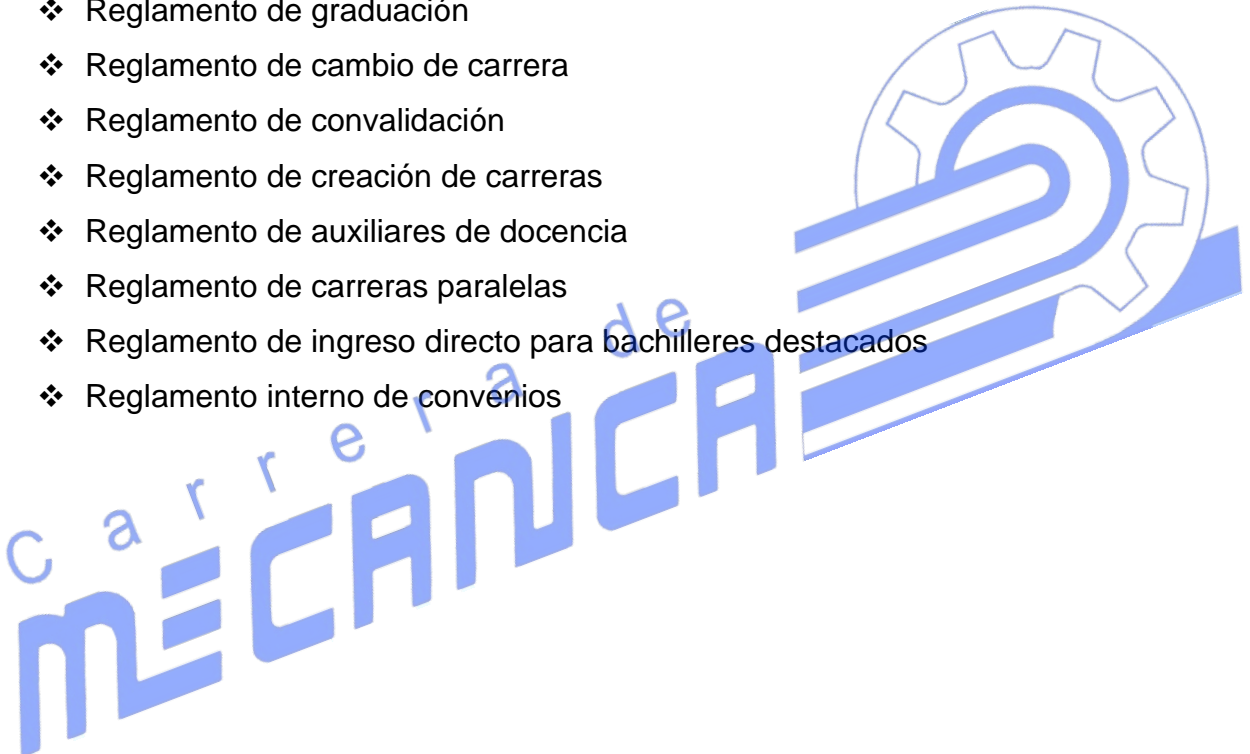 ❖ Reglamento de graduación
❖ Reglamento de cambio de carrera
❖ Reglamento de convalidación
❖ Reglamento de creación de carreras
❖ Reglamento de auxiliares de docencia
❖ Reglamento de carreras paralelas
❖ Reglamento de ingreso directo para bachilleres destacados
❖ Reglamento interno de convenios
Carrera de
MECANICA